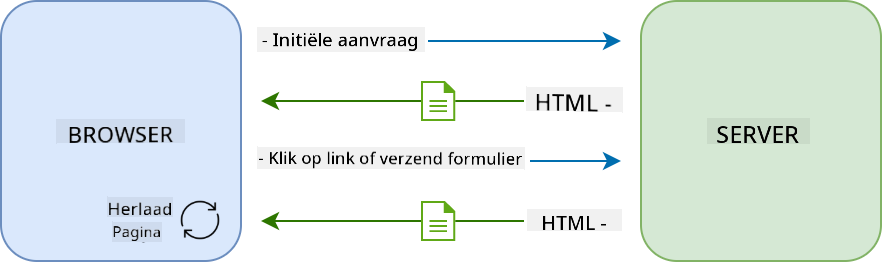 - Initiële aanvraag
HTML -
BROWSER
SERVER
- Klik op link of verzend formulier
Herlaad
Pagina
HTML -